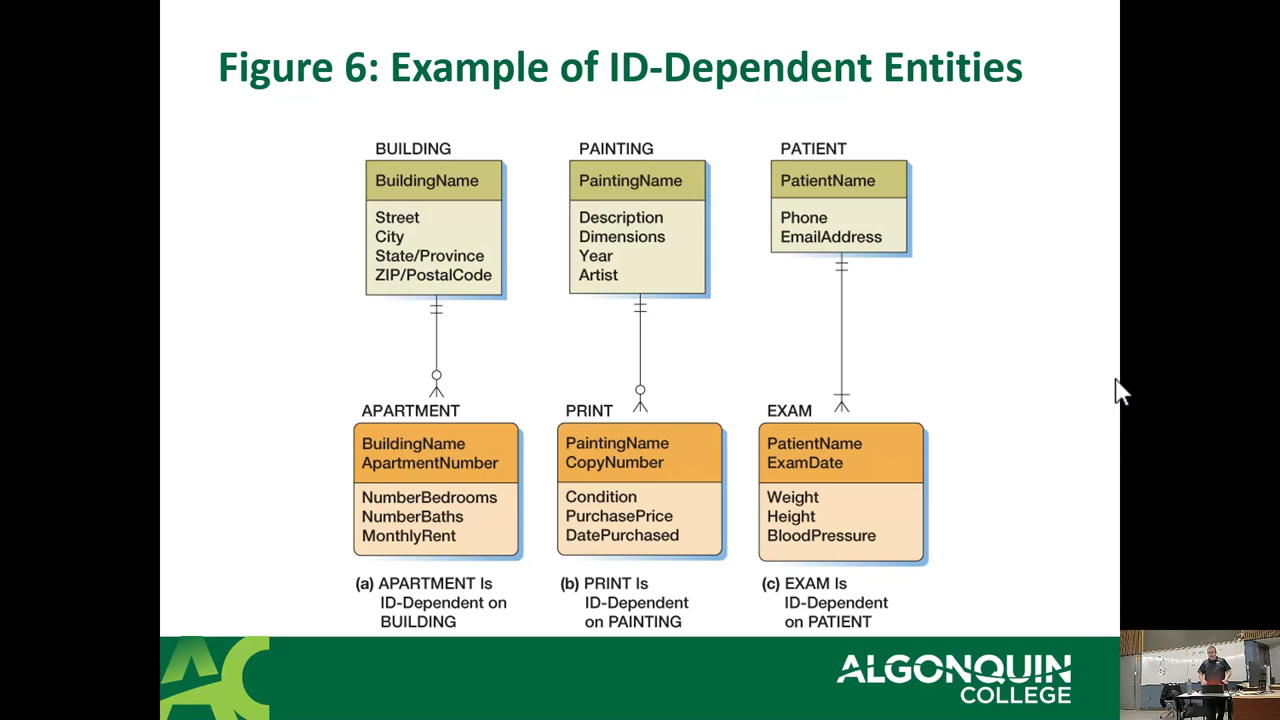 Figure 6: Example of ID-Dependent Entities
BUILDING
BuildingName
Street
City
State/Province
ZIP/PostalCode
PAINTING
PaintingName
Description
Dimensions
Year
Artist
PATIENT
PatientName
Phone
EmailAddress
APARTMENT
BuildingName
ApartmentNumber
NumberBedrooms
NumberBaths
MonthlyRent
(a) APARTMENT Is
ID-Dependent on
BUILDING
PRINT
PaintingName
CopyNumber
Condition
PurchasePrice
DatePurchased
(b) PRINT Is
ID-Dependent
on PAINTING
EXAM
PatientName
ExamDate
Weight
Height
BloodPressure
(c) EXAM Is
ID-Dependent
on PATIENT
AC
ALGONQUIN
COLLEGE